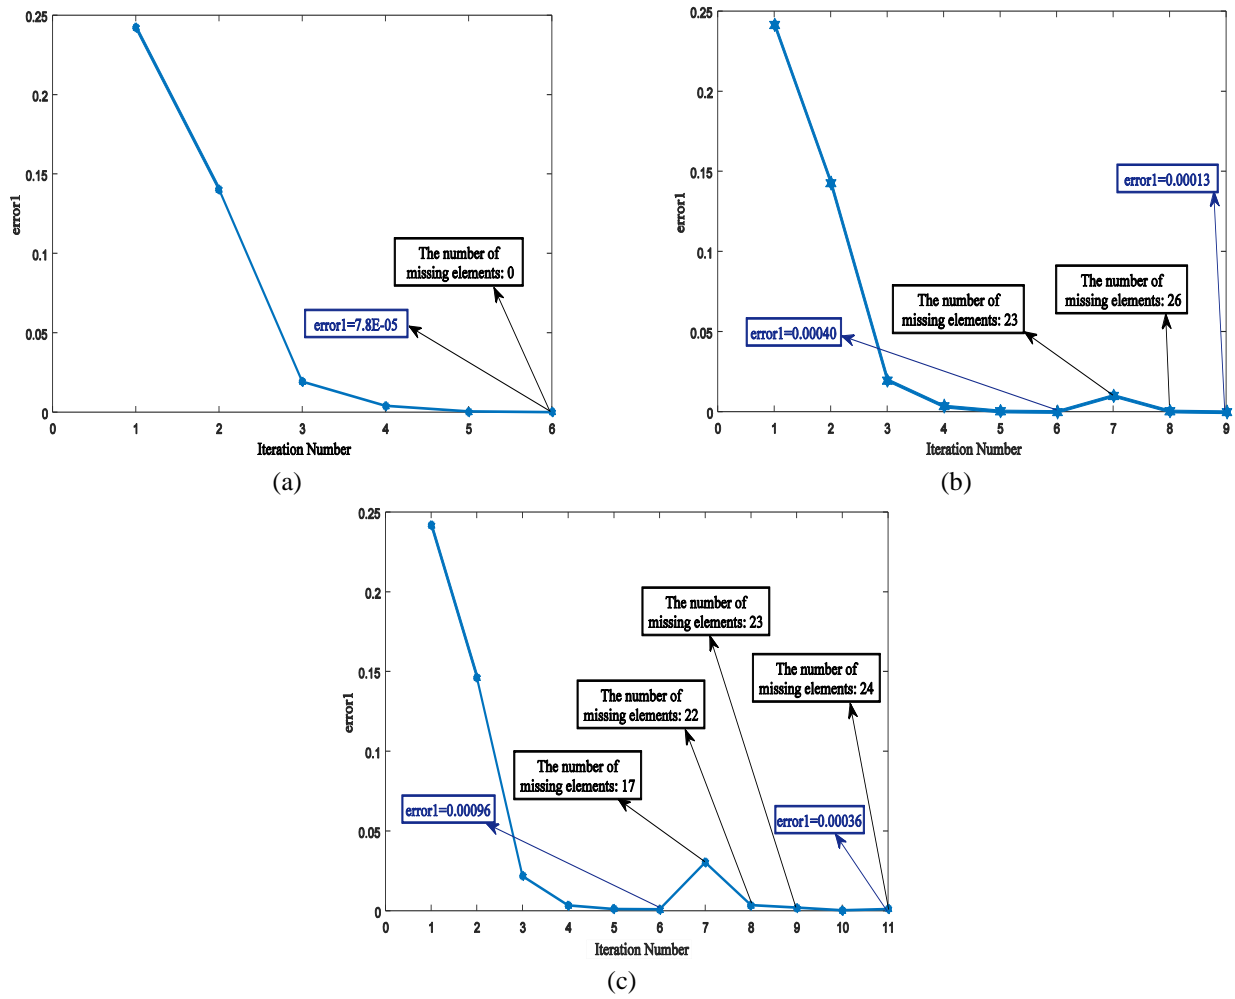 0.25
0.2
0.15
0.1
0.05
0
error1
0 1 2 3 4 5 6
Iteration Number
The number of
missing elements: 0
error1=7.8E-05
(a)
0.25
0.2
0.15
0.1
0.05
0
error1
0 1 2 3 4 5 6 7 8 9
Iteration Number
error1=0.00013
The number of
missing elements: 26
The number of
missing elements: 23
error1=0.00040
(b)
0.25
0.2
0.15
0.1
0.05
0
error1
0 1 2 3 4 5 6 7 8 9 10 11
Iteration Number
The number of
missing elements: 23
The number of
missing elements: 24
The number of
missing elements: 22
The number of
missing elements: 17
error1=0.00096
error1=0.00036
(c)